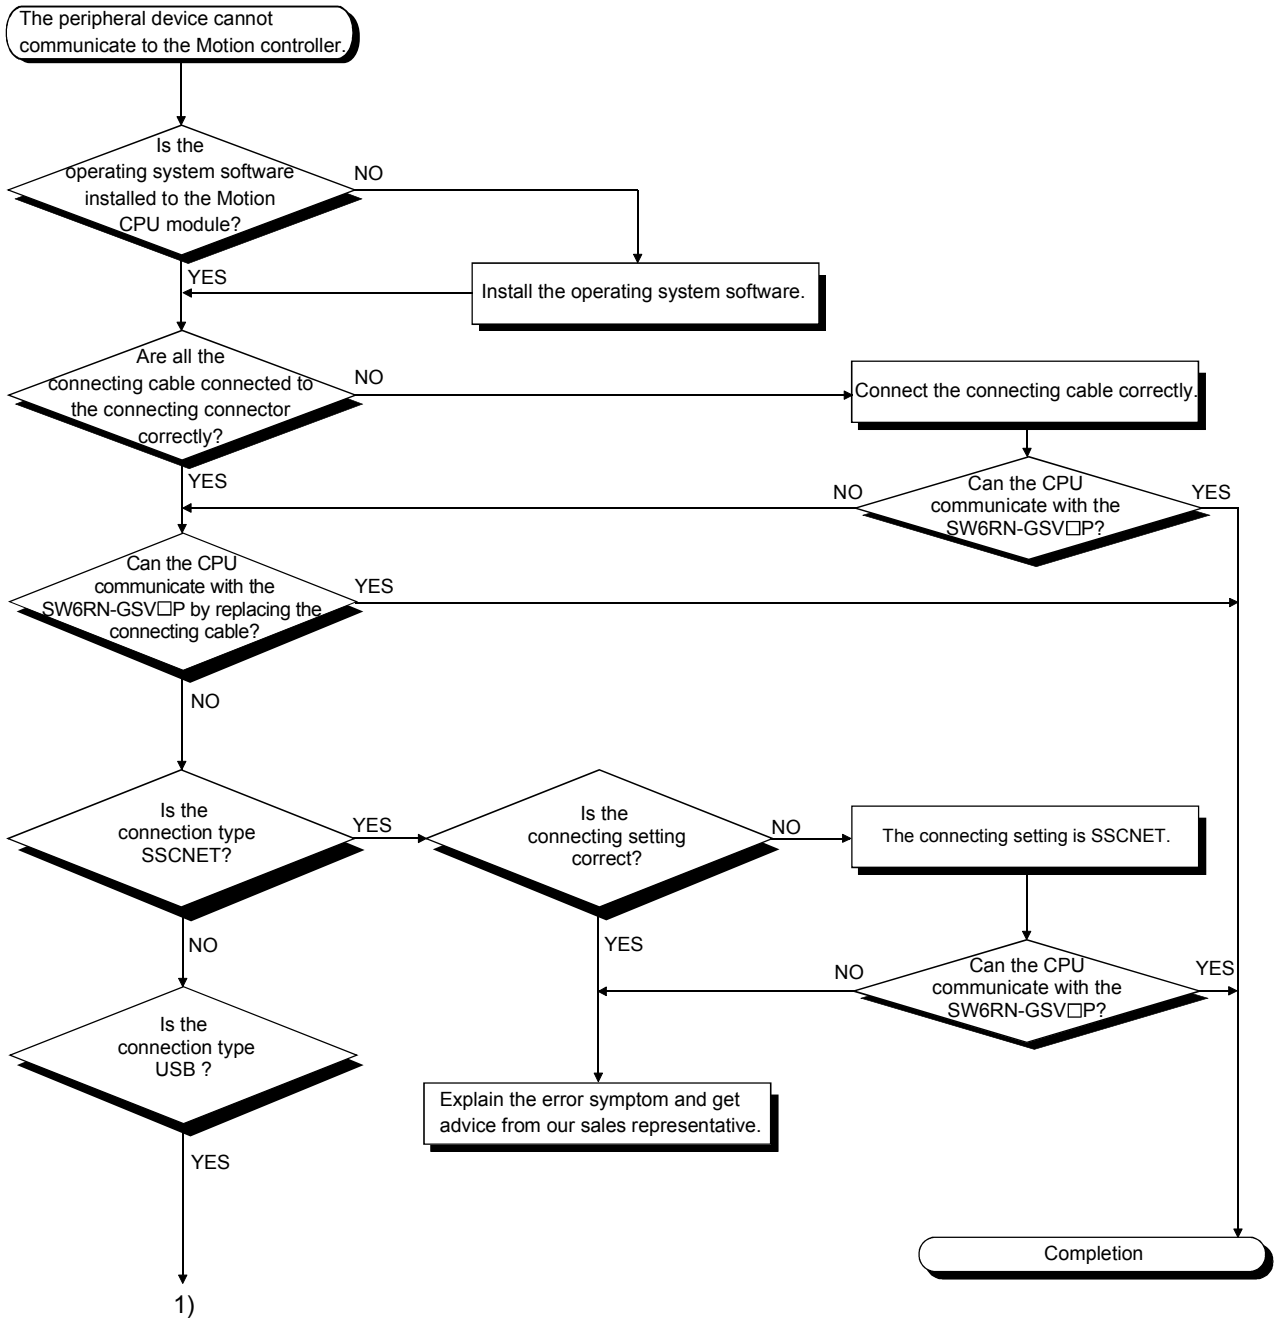 The peripheral device cannot
communicate to the Motion controller.
Is the
operating system software
installed to the Motion
CPU module?
NO
YES
Install the operating system software.
Are all the
connecting cable connected to
the connecting connector
correctly?
NO
Connect the connecting cable correctly.
YES
Can the CPU
communicate with the
SW6RN-GSV□P?
NO
YES
Can the CPU
communicate with the
SW6RN-GSV□P by replacing the
connecting cable?
YES
NO
Is the
connection type
SSCNET?
YES
Is the
connecting setting
correct?
NO
The connecting setting is SSCNET.
NO
YES
Can the CPU
communicate with the
SW6RN-GSV□P?
NO
YES
Is the
connection type
USB ?
Explain the error symptom and get
advice from our sales representative.
YES
Completion
1)